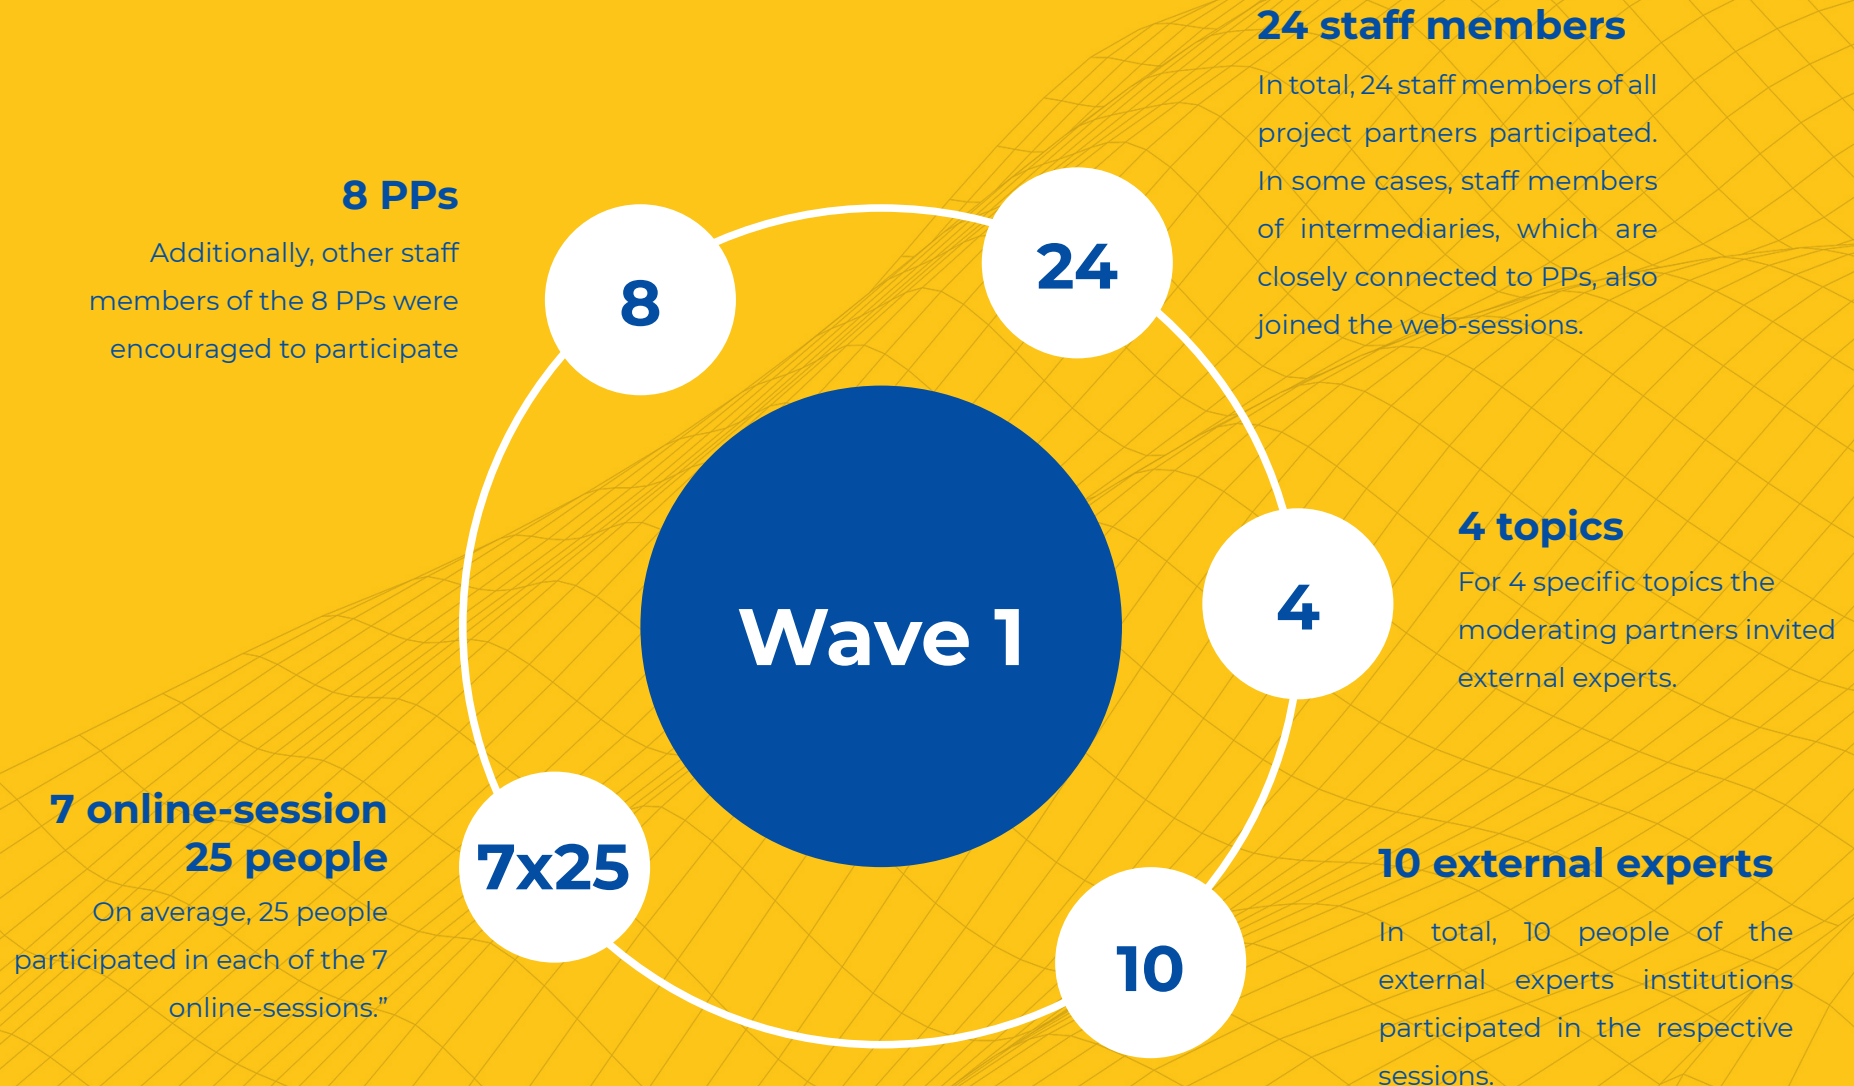 24 staff members
In total, 24 staff members of all
project partners participated.
In some cases, staff members
of intermediaries, which are
closely connected to PPs, also
joined the web-sessions.
8 PPs
Additionally, other staff
members of the 8 PPs were
encouraged to participate
8
24
4
Wave 1
7x25
10
4 topics
For 4 specific topics the
moderating partners invited
external experts.
7 online-session
25 people
On average, 25 people
participated in each of the 7
online-sessions.”
10 external experts
In total, 10 people of the
external experts institutions
participated in the respective
sessions.